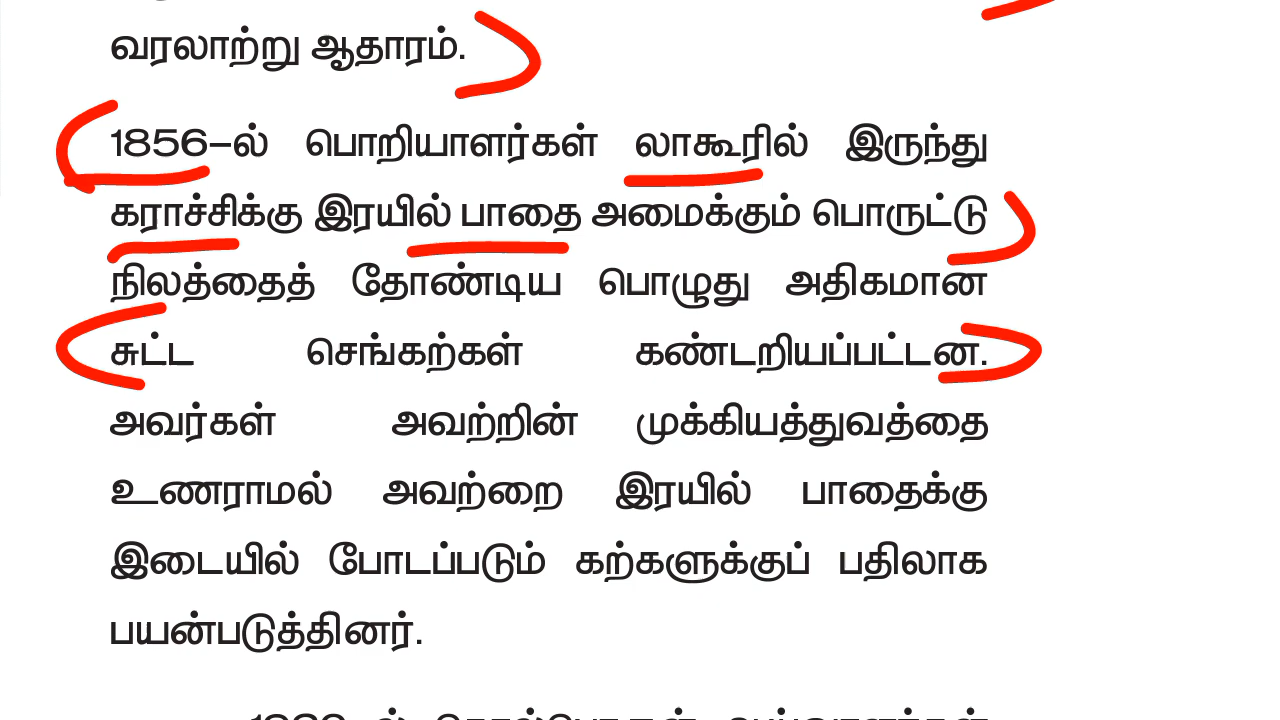 வரலாற்று ஆதாரம்.
1856–ல் பொறியாளர்கள் லாகூரில் இருந்து
கராச்சிக்கு இரயில் பாதை அமைக்கும் பொருட்டு
நிலத்தைத் தோண்டிய பொழுது அதிகமான
சுட்ட செங்கற்கள் கண்டறியப்பட்டன.
அவர்கள் அவற்றின் முக்கியத்துவத்தை
உணராமல் அவற்றை இரயில் பாதைக்கு
இடையில் போடப்படும் கற்களுக்குப் பதிலாக
பயன்படுத்தினர்.